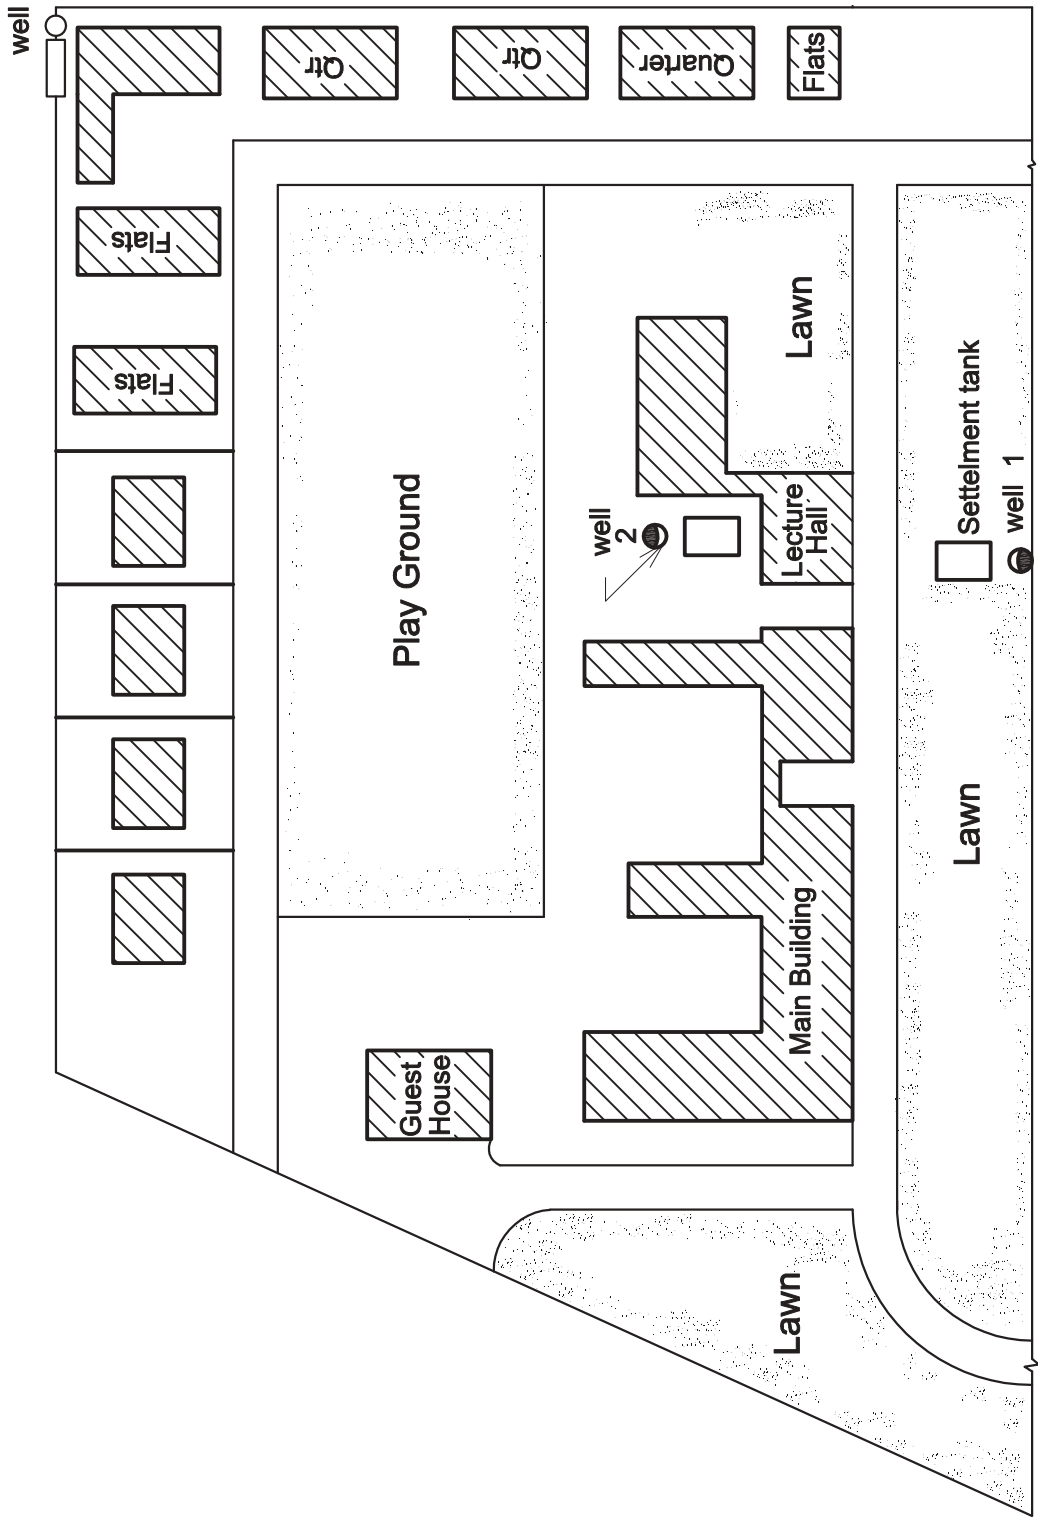 well
Qtr
Qtr
Quarter
Flats
Flats
Flats
Play Ground
Lawn
well
2
Lecture
Hall
Settelment tank
well 1
Lawn
Main Building
Guest
House
Lawn